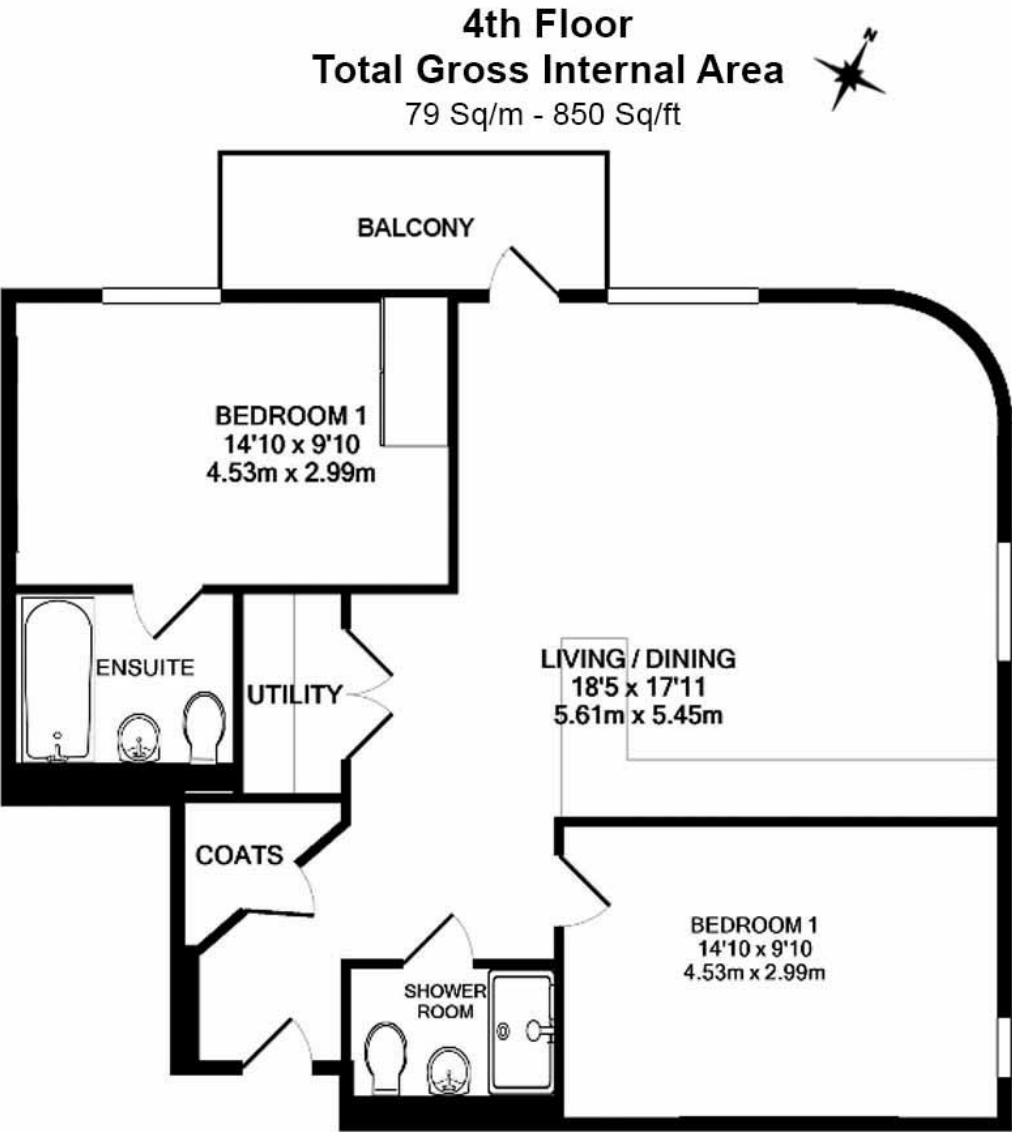 4th Floor
Total Gross Internal Area
79 Sq/m - 850 Sq/ft
N
BALCONY
BEDROOM 1
14'10 x 9'10
4.53m x 2.99m
ENSUITE
UTILITY
LIVING / DINING
18'5 x 17'11
5.61m x 5.45m
COATS
BEDROOM 1
14'10 x 9'10
4.53m x 2.99m
SHOWER
ROOM